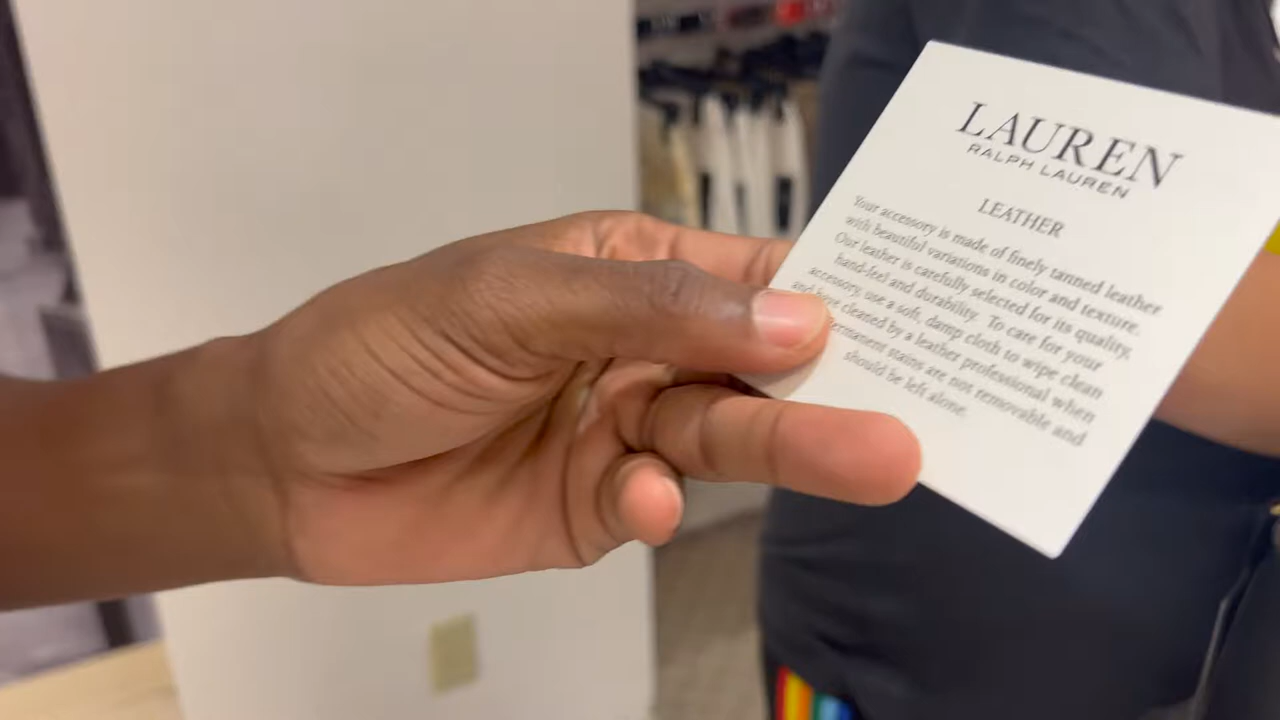 LAUREN
RALPH LAUREN
LEATHER
Your accessory is made of finely tanned leather
with beautiful variations in color and texture.
Our leather is carefully selected for its quality,
hand-feel and durability. To care for your
accessory, use a soft, damp cloth to wipe clean
and have cleaned by a leather professional when
Permanent stains are not removable and
should be left alone.